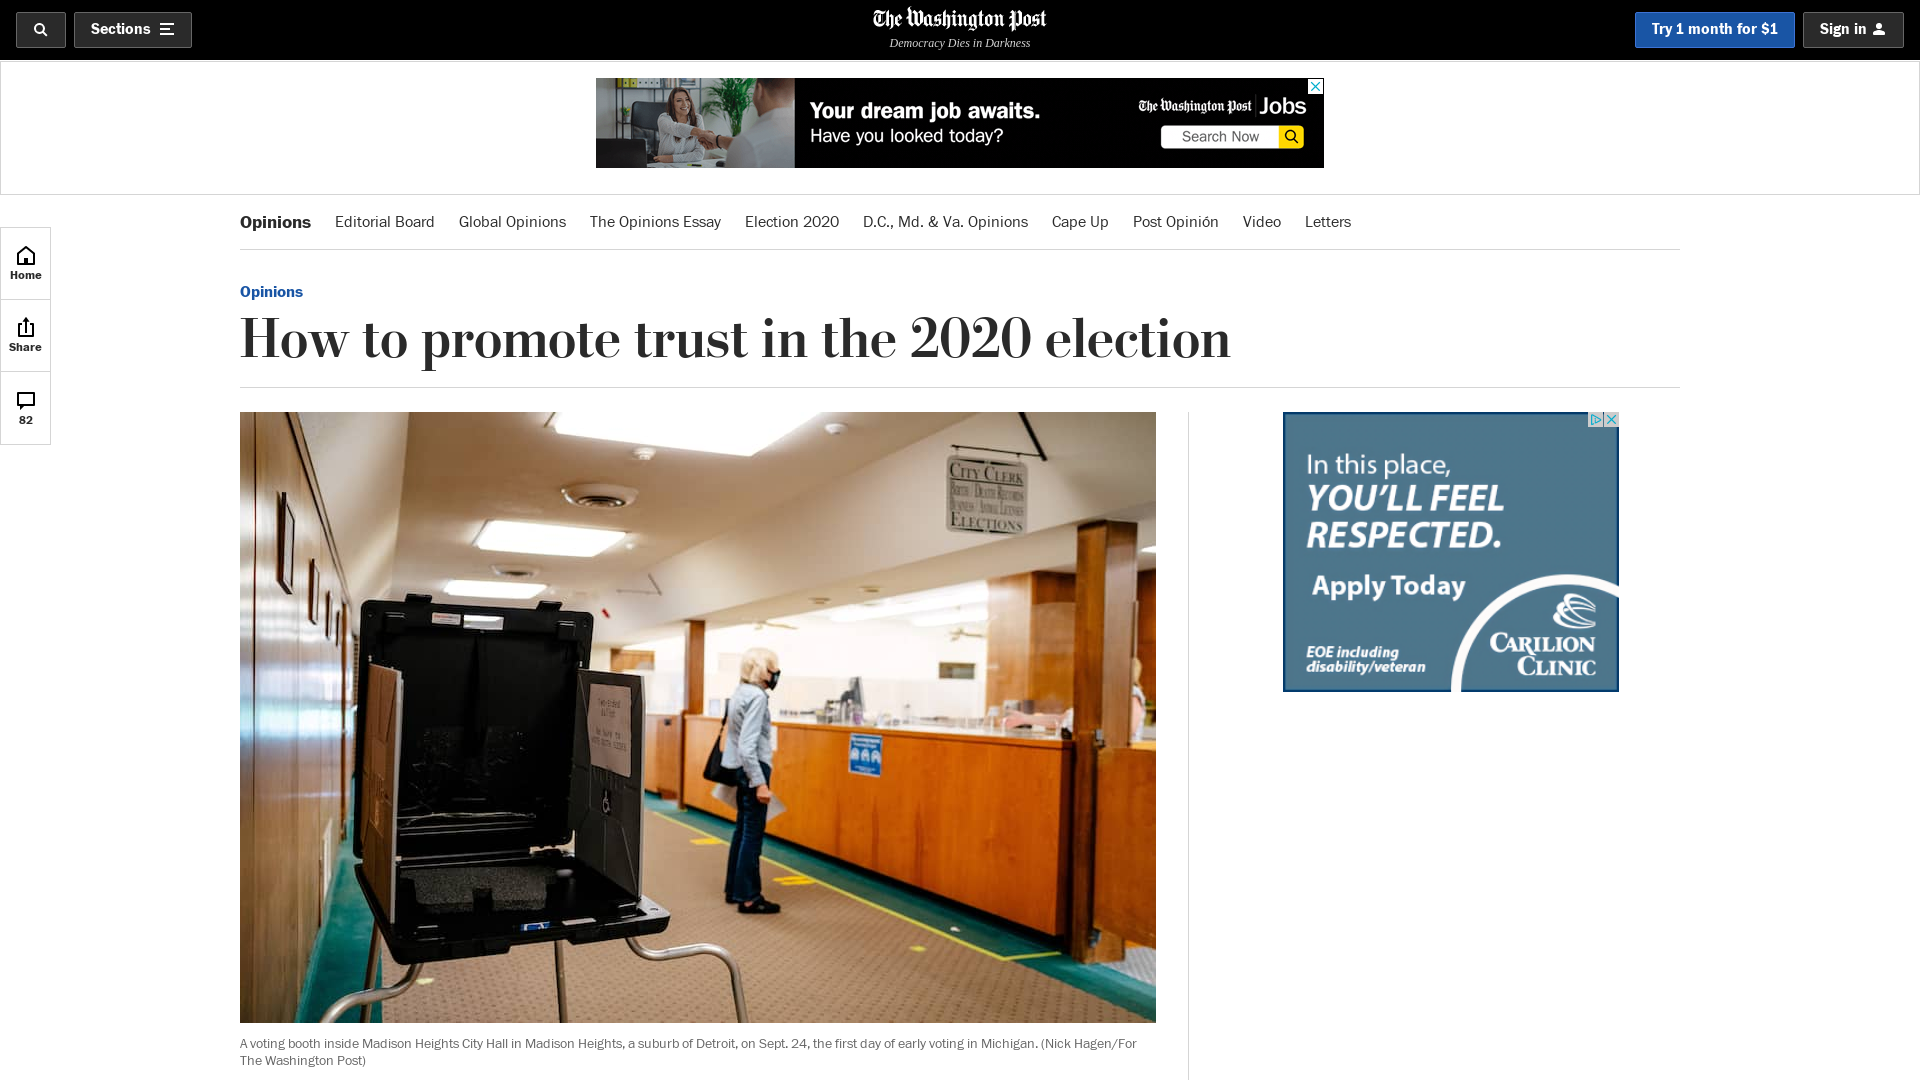 Sections
The Washington Post
Democracy Dies in Darkness
Try 1 month for $1
Sign in
Your dream job awaits.
Have you looked today?
The Washington Post Jobs
Search Now
Opinions Editorial Board Global Opinions The Opinions Essay Election 2020 D.C., Md. & Va. Opinions Cape Up Post Opinión Video Letters
Home
Share
82
Opinions
How to promote trust in the 2020 election
CITY CLERK
BIRTH / DEATH RECORDS
BUSINESS / ANIMAL LICENSES
ELECTIONS
In this place,
YOU'LL FEEL
RESPECTED.
Apply Today
EOE including
disability/veteran
CARILION
CLINIC
A voting booth inside Madison Heights City Hall in Madison Heights, a suburb of Detroit, on Sept. 24, the first day of early voting in Michigan. (Nick Hagen/For
The Washington Post)